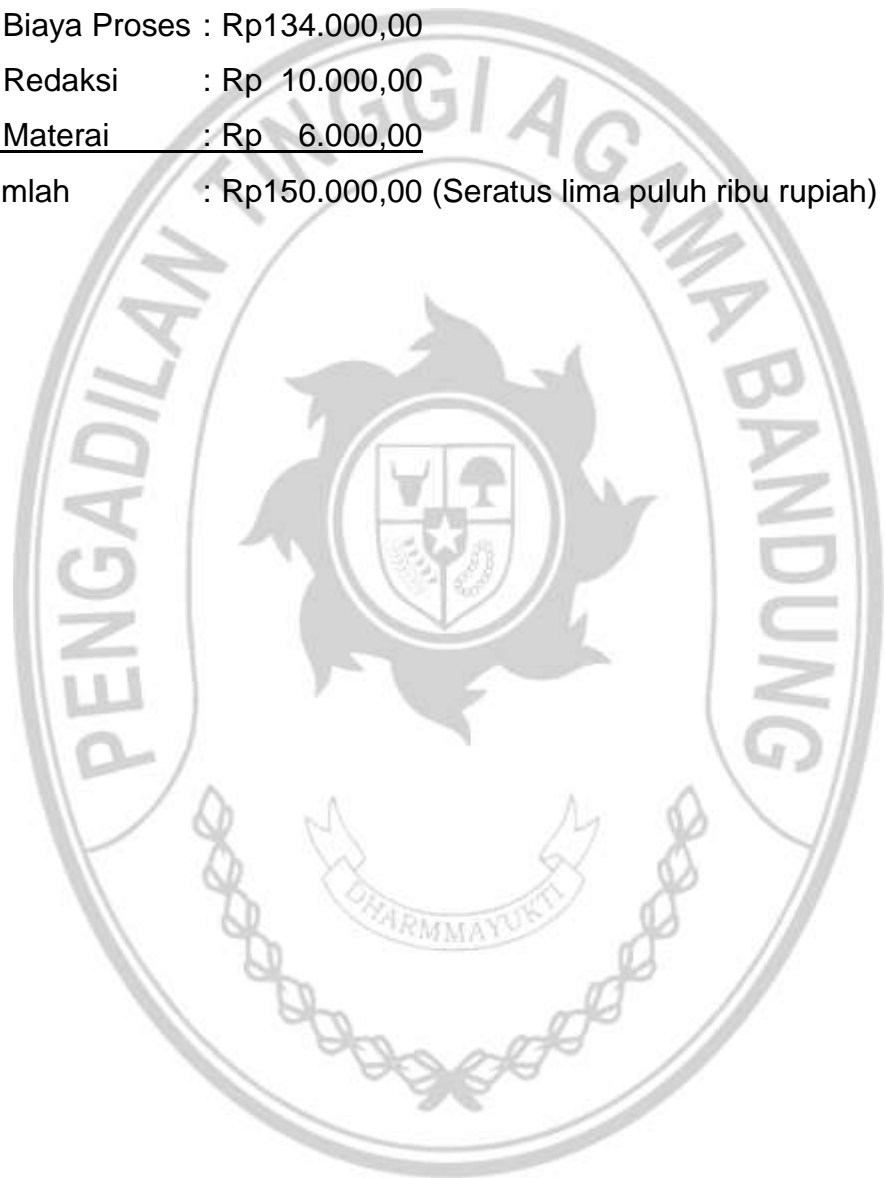 Biaya Proses : Rp134.000,00
Redaksi : Rp 10.000,00
Materai : Rp 6.000,00
mlah : Rp150.000,00 (Seratus lima puluh ribu rupiah)
PENGADILAN TINGGI AGAMA BANDUNG
DHARMMAYUKTI